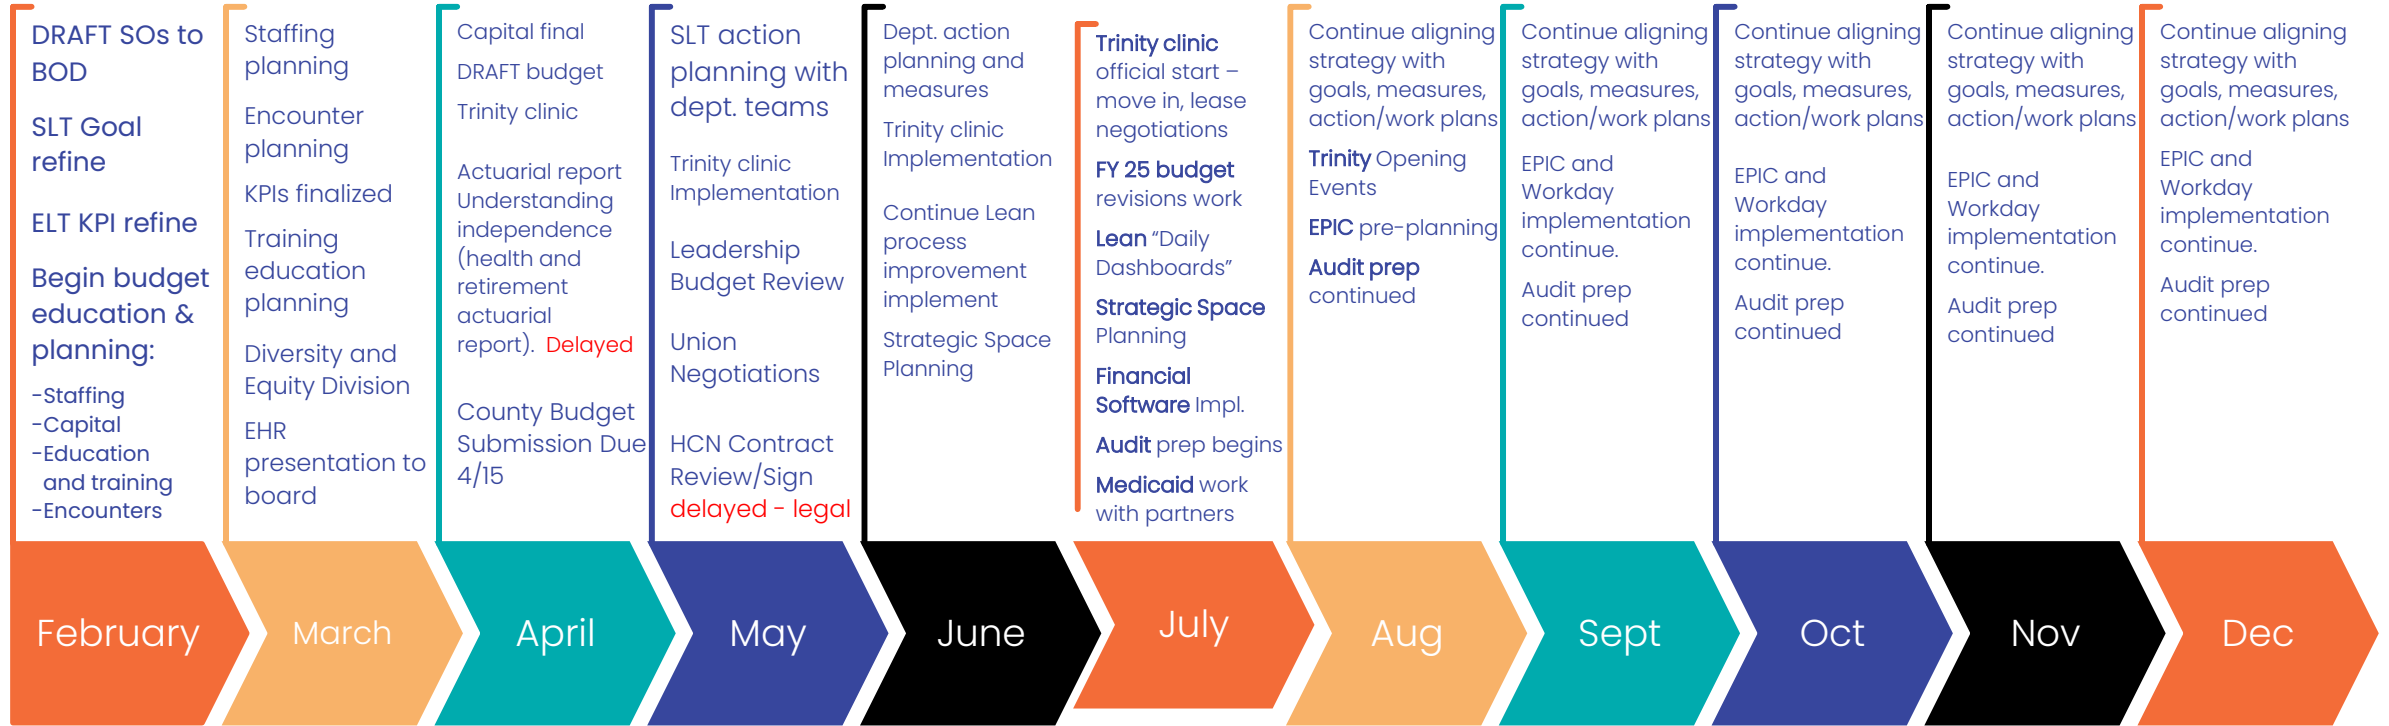 DRAFT SOs to
BOD
SLT Goal
refine
ELT KPI refine
Begin budget
education &
planning:
-Staffing
-Capital
-Education
and training
-Encounters
February
Staffing
planning
Encounter
planning
KPIs finalized
Training
education
planning
Diversity and
Equity Division
EHR
presentation to
board
March
Capital final
DRAFT budget
Trinity clinic
Actuarial report
Understanding
independence
(health and
retirement
actuarial
report). Delayed
County Budget
Submission Due
4/15
April
SLT action
planning with
dept. teams
Trinity clinic
Implementation
Leadership
Budget Review
Union
Negotiations
HCN Contract
Review/Sign
delayed - legal
May
Dept. action
planning and
measures
Trinity clinic
Implementation
Continue Lean
process
improvement
implement
Strategic Space
Planning
June
Trinity clinic
official start –
move in, lease
negotiations
FY 25 budget
revisions work
Lean “Daily
Dashboards”
Strategic Space
Planning
Financial
Software Impl.
Audit prep begins
Medicaid work
with partners
July
Continue aligning
strategy with
goals, measures,
action/work plans
Trinity Opening
Events
EPIC pre-planning
Audit prep
continued
Aug
Continue aligning
strategy with
goals, measures,
action/work plans
EPIC and
Workday
implementation
continue.
Audit prep
continued
Sept
Continue aligning
strategy with
goals, measures,
action/work plans
EPIC and
Workday
implementation
continue.
Audit prep
continued
Oct
Continue aligning
strategy with
goals, measures,
action/work plans
EPIC and
Workday
implementation
continue.
Audit prep
continued
Nov
Continue aligning
strategy with
goals, measures,
action/work plans
EPIC and
Workday
implementation
continue.
Audit prep
continued
Dec